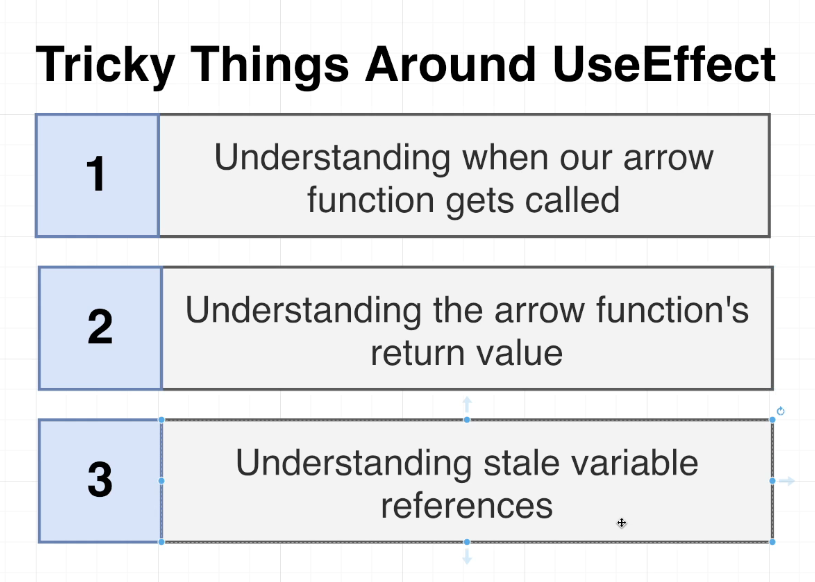 Tricky Things Around UseEffect
1
Understanding when our arrow
function gets called
2
Understanding the arrow function's
return value
3
Understanding stale variable
references